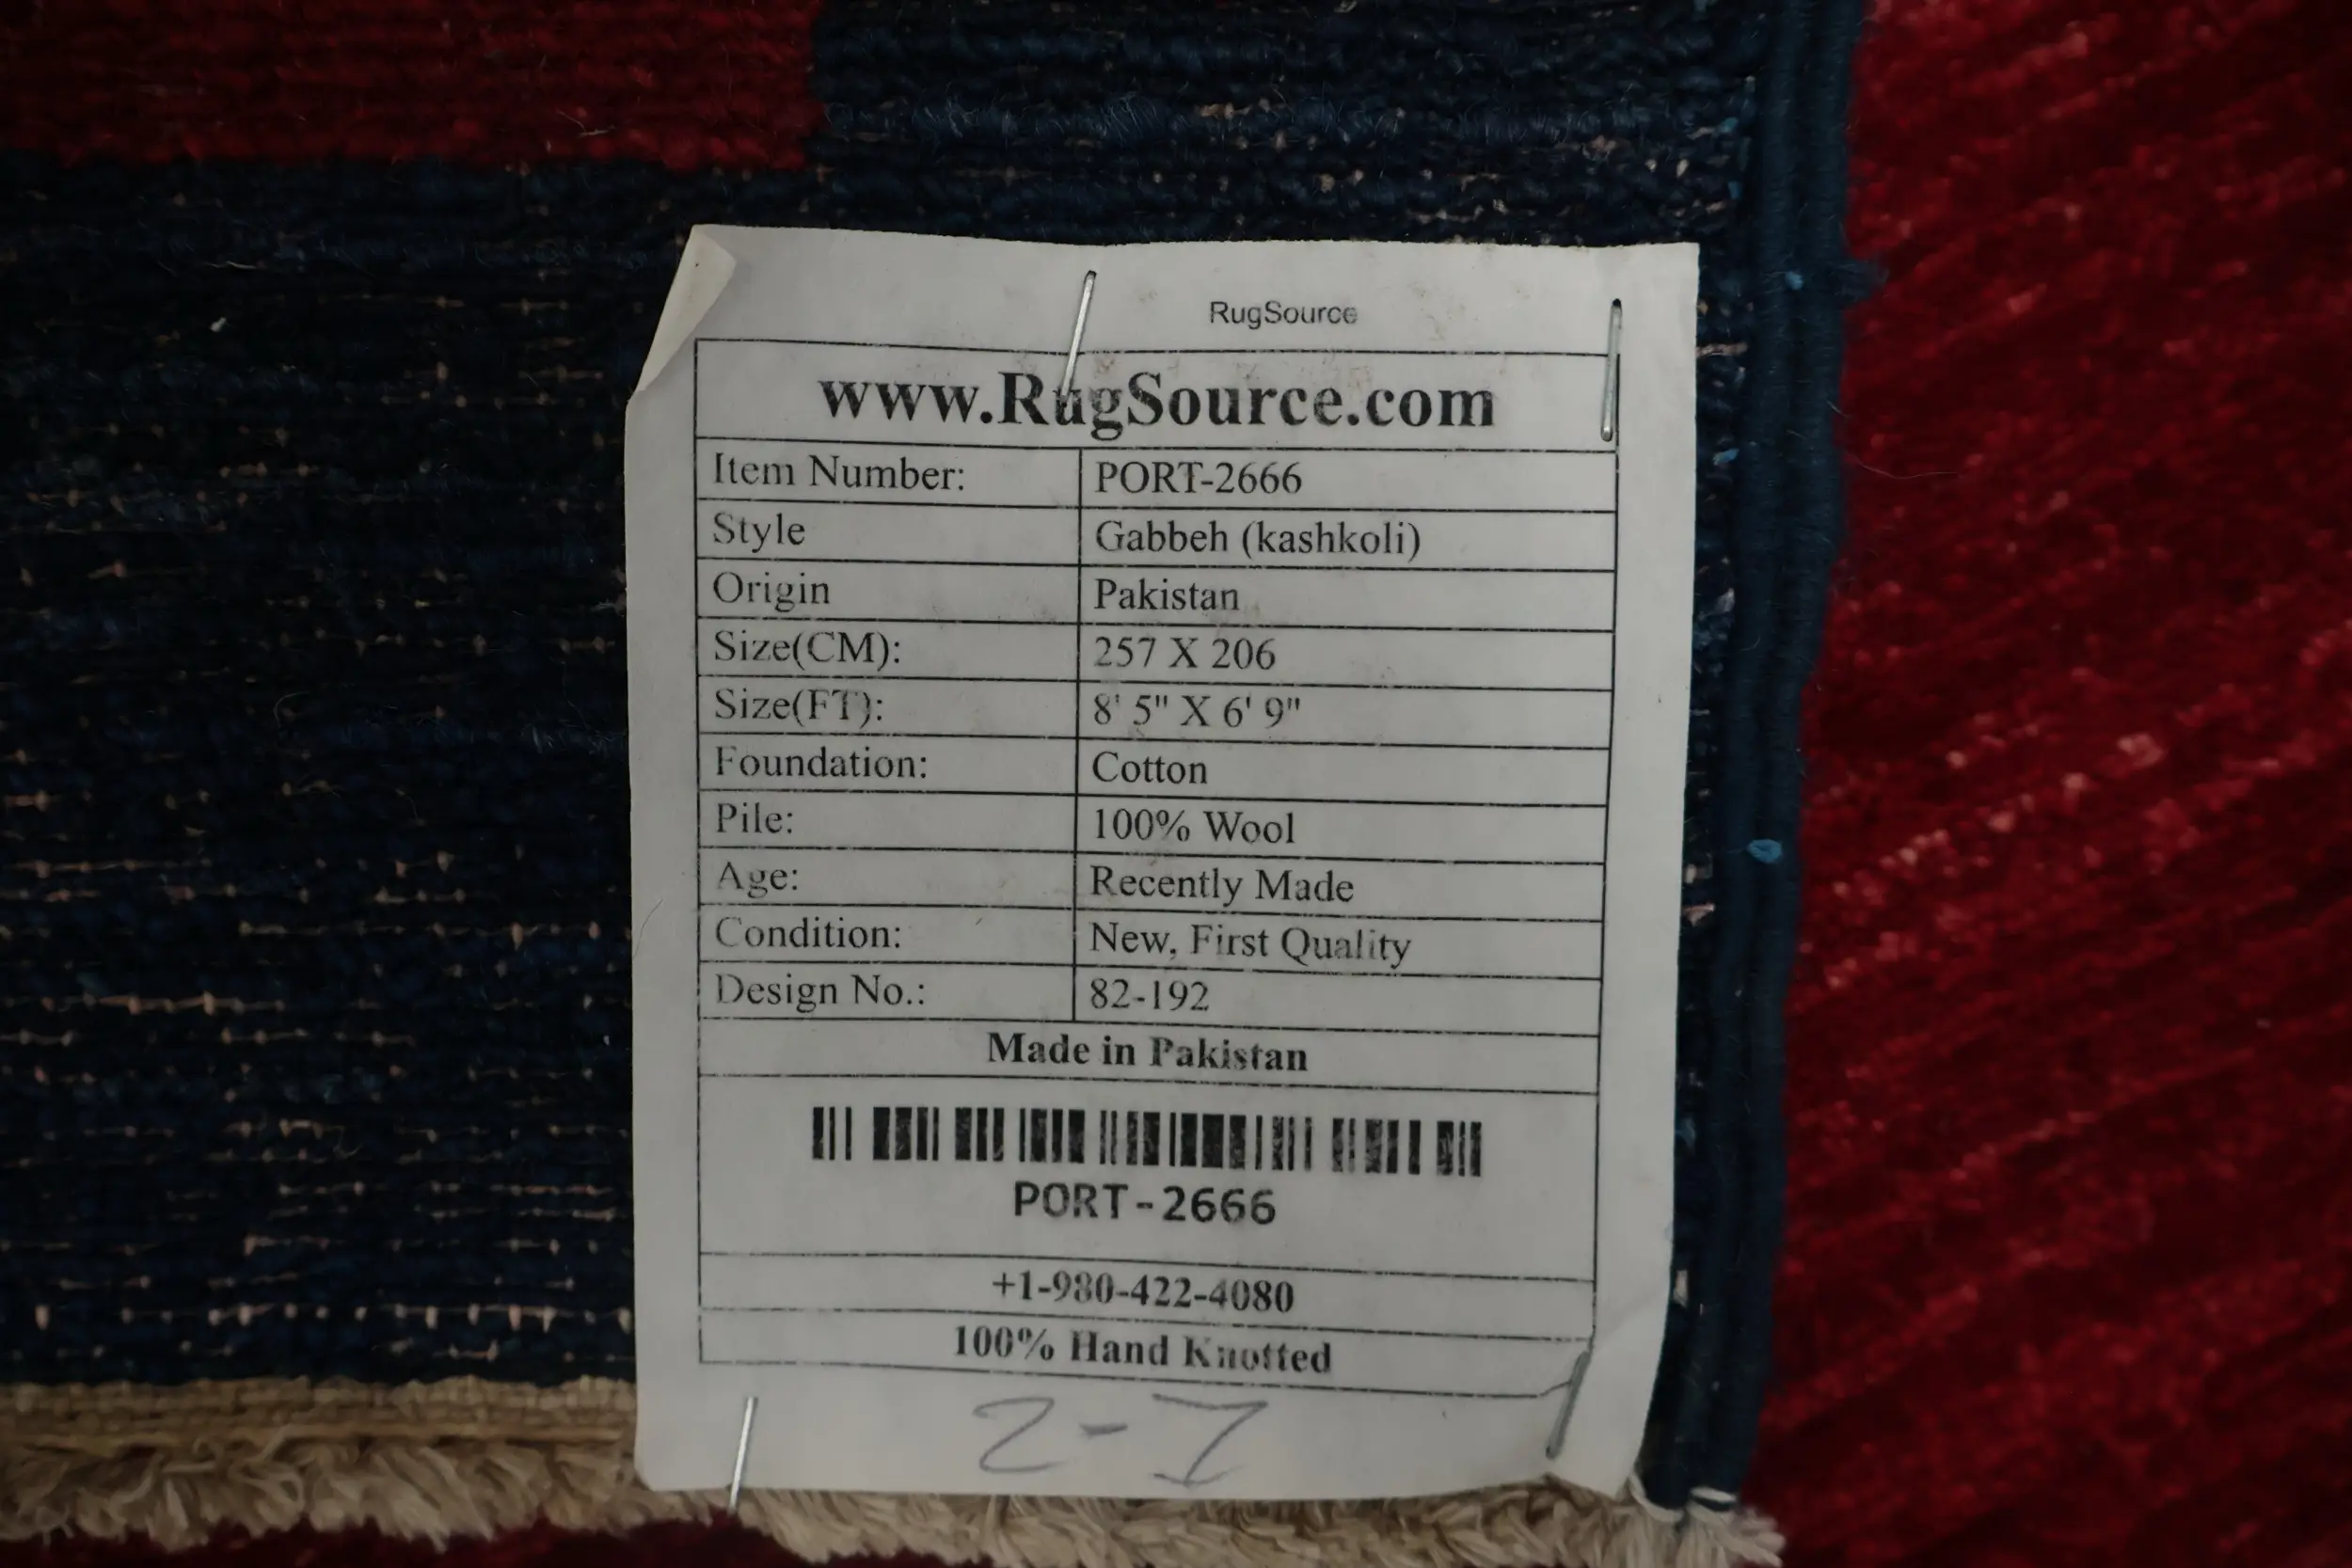 RugSource
www.RugSource.com
Item Number: PORT-2666
Style Gabbeh (kashkoli)
Origin Pakistan
Size(CM): 257 X 206
Size(FT): 8' 5" X 6' 9"
Foundation: Cotton
Pile: 100% Wool
Age: Recently Made
Condition: New, First Quality
Design No.: 82-192
Made in Pakistan
PORT-2666
+1-980-422-4080
100% Hand Knotted